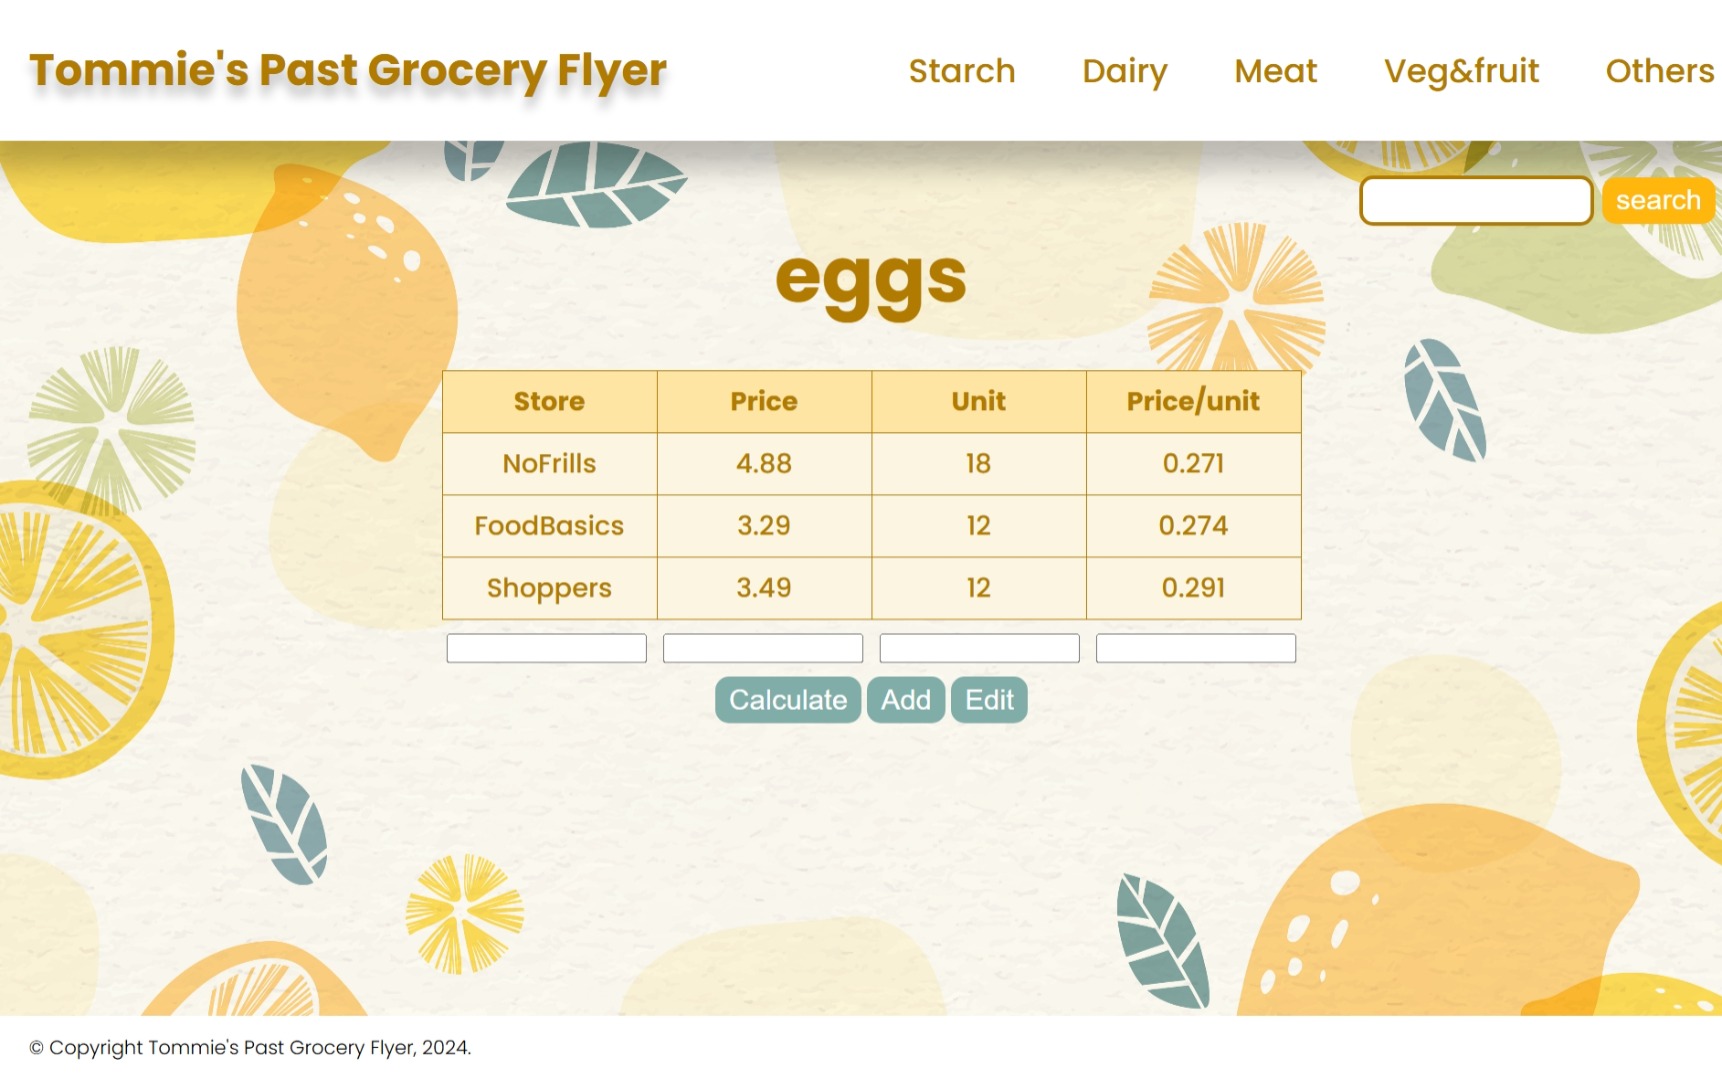 Tommie's Past Grocery Flyer Starch Dairy Meat Veg&fruit Others
search
eggs
Store Price Unit Price/unit
NoFrills 4.88 18 0.271
FoodBasics 3.29 12 0.274
Shoppers 3.49 12 0.291
Calculate Add Edit
© Copyright Tommie's Past Grocery Flyer, 2024.